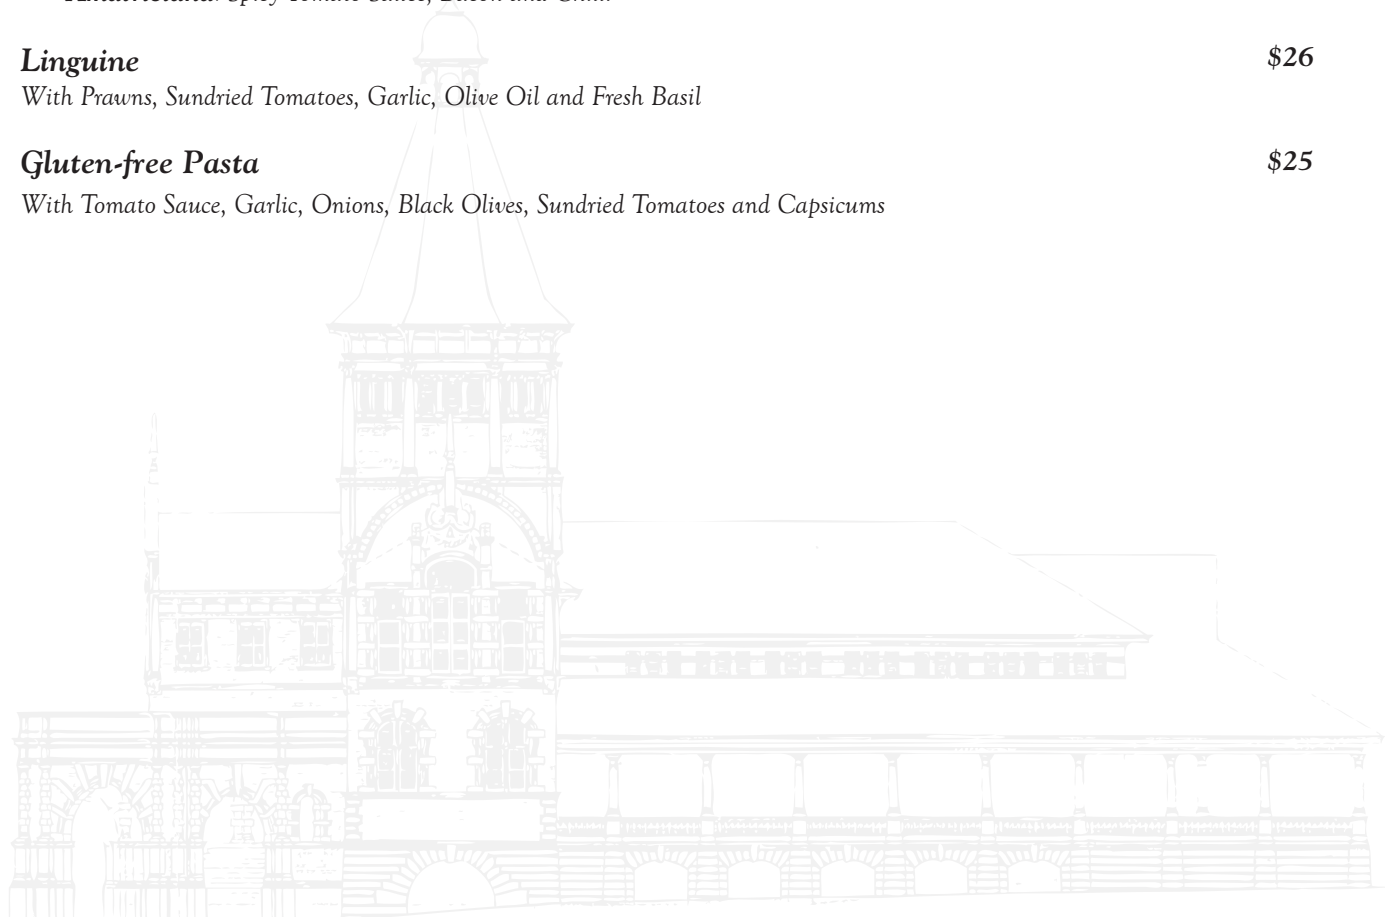 Linguine $26
With Prawns, Sundried Tomatoes, Garlic, Olive Oil and Fresh Basil
Gluten-free Pasta $25
With Tomato Sauce, Garlic, Onions, Black Olives, Sundried Tomatoes and Capsicums